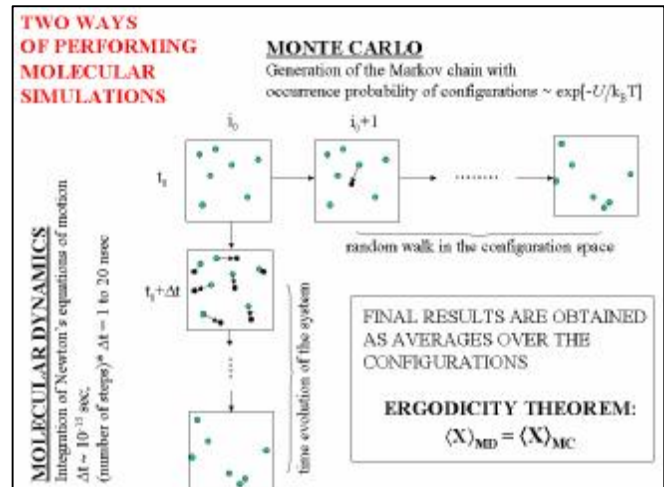 TWO WAYS
OF PERFORMING
MOLECULAR
SIMULATIONS
MONTE CARLO
Generation of the Markov chain with
occurrence probability of configurations ~ exp[-U/k_BT]
i₀
i₀+1
t₀
........
random walk in the configuration space
t₀+Δt
MOLECULAR DYNAMICS
Integration of Newton's equations of motion
Δt ~ 10⁻¹⁵ sec,
(number of steps)* Δt = 1 to 20 nsec
time evolution of the system
FINAL RESULTS ARE OBTAINED
AS AVERAGES OVER THE
CONFIGURATIONS
ERGODICITY THEOREM:
⟨X⟩MD = ⟨X⟩MC